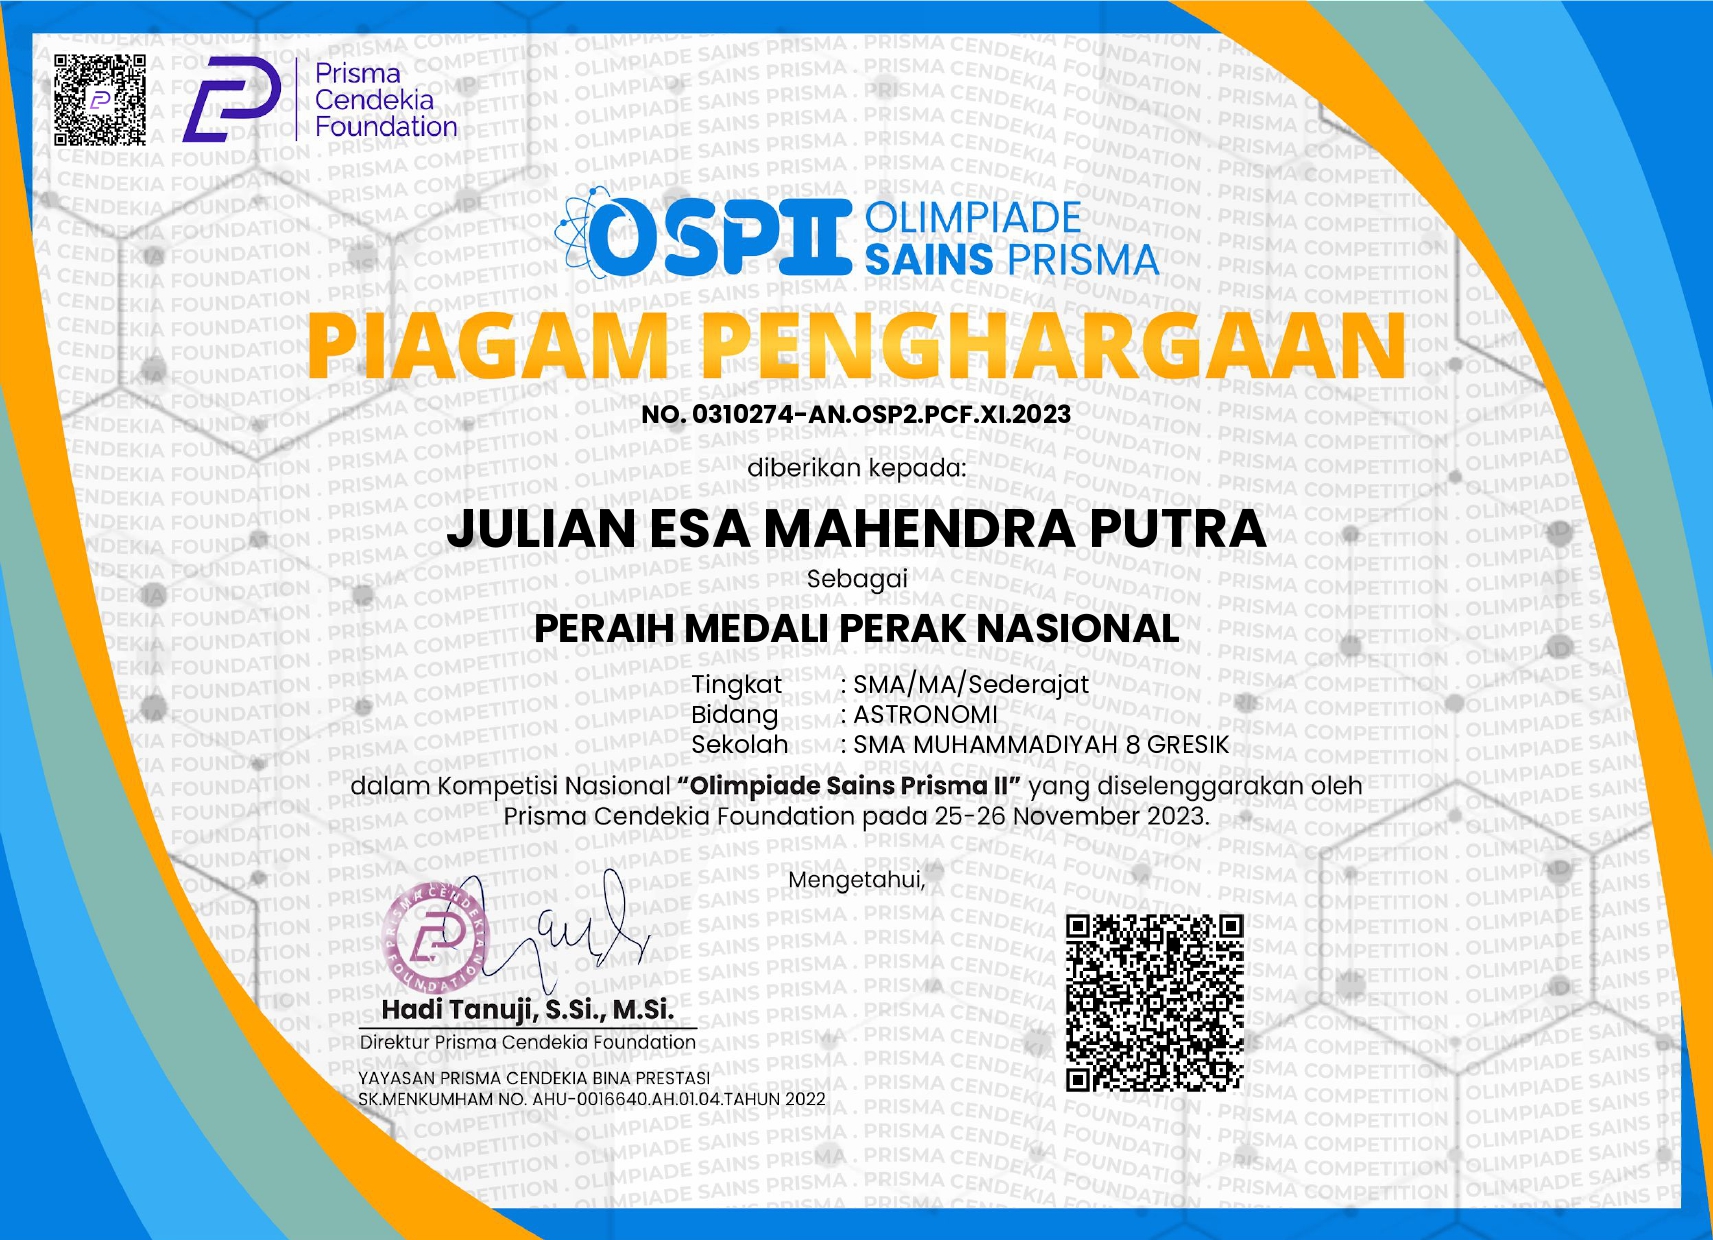 Prisma
Cendekia
Foundation
OSPII OLIMPIADE
SAINS PRISMA
PIAGAM PENGHARGAAN
NO. 0310274-AN.OSP2.PCF.XI.2023
diberikan kepada:
JULIAN ESA MAHENDRA PUTRA
Sebagai
PERAIH MEDALI PERAK NASIONAL
Tingkat : SMA/MA/Sederajat
Bidang : ASTRONOMI
Sekolah : SMA MUHAMMADIYAH 8 GRESIK
dalam Kompetisi Nasional “Olimpiade Sains Prisma II” yang diselenggarakan oleh
Prisma Cendekia Foundation pada 25-26 November 2023.
Mengetahui,
PRISMA CENDEKIA
FOUNDATION
Hadi Tanuji, S.Si., M.Si.
Direktur Prisma Cendekia Foundation
YAYASAN PRISMA CENDEKIA BINA PRESTASI
SK.MENKUMHAM NO. AHU-0016640.AH.01.04.TAHUN 2022